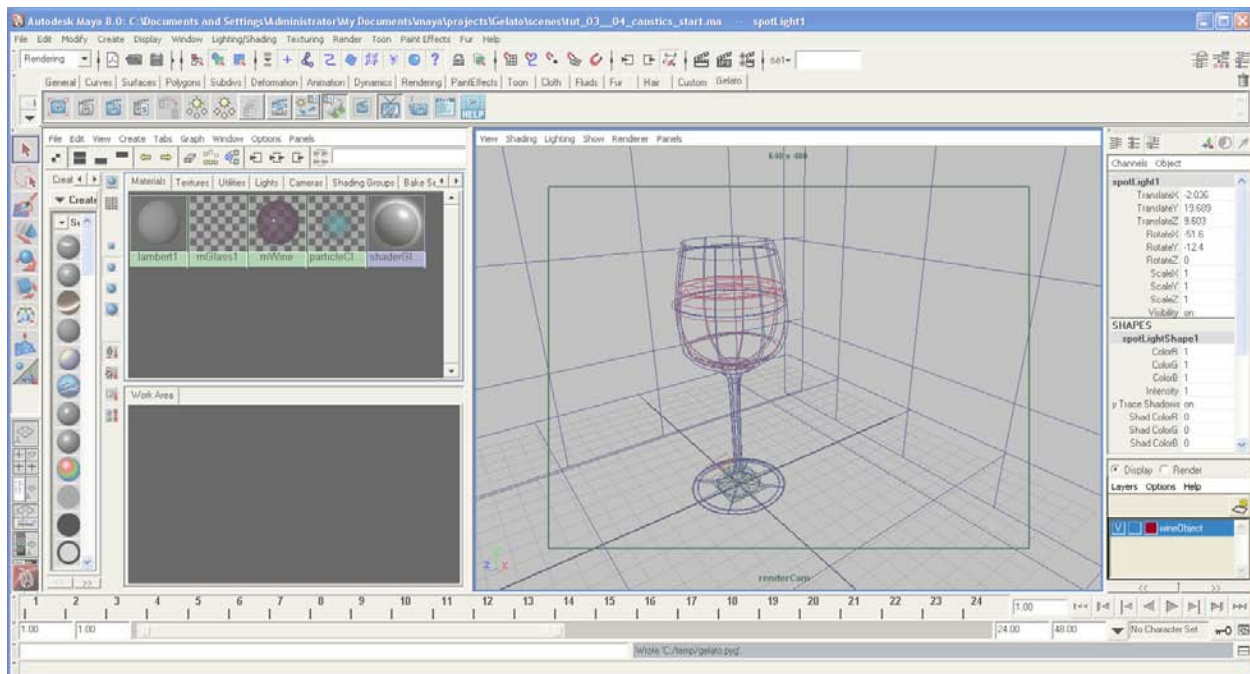 Autodesk Maya 8.0: C:\Documents and Settings\Administrator\My Documents\maya\projects\Gelato\scenes\tut_03__04_caustics_start.ma --- spotLight1
File Edit Modify Create Display Window Lighting/Shading Texturing Render Toon Paint Effects Fur Help
Rendering
sel-
General Curves Surfaces Polygons Subdivs Deformation Animation Dynamics Rendering PaintEffects Toon Cloth Fluids Fur Hair Custom Gelato
HELP
File Edit View Create Tabs Graph Window Options Panels
Creat
Create
Materials Textures Utilities Lights Cameras Shading Groups Bake Se
lambert1 mGlass1 mWine particleCl shaderGl
Work Area
View Shading Lighting Show Renderer Panels
640 x 480
renderCam
Channels Object
spotLight1
TranslateX -2.036
TranslateY 19.689
TranslateZ 9.603
RotateX -51.6
RotateY -12.4
RotateZ 0
ScaleX 1
ScaleY 1
ScaleZ 1
Visibility on
SHAPES
spotLightShape1
ColorR 1
ColorG 1
ColorB 1
Intensity 1
y Trace Shadows on
Shad ColorR 0
Shad ColorG 0
Shad ColorB 0
Display Render
Layers Options Help
V wineObject
1 2 3 4 5 6 7 8 9 10 11 12 13 14 15 16 17 18 19 20 21 22 23 24 1.00
1.00 1.00 24.00 48.00 No Character Set
Wrote 'C:/temp/gelato.pyg'.